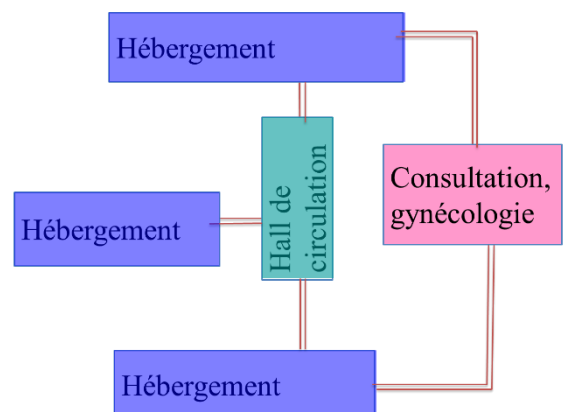 Hébergement
Hall de
circulation
Consultation,
gynécologie
Hébergement
Hébergement